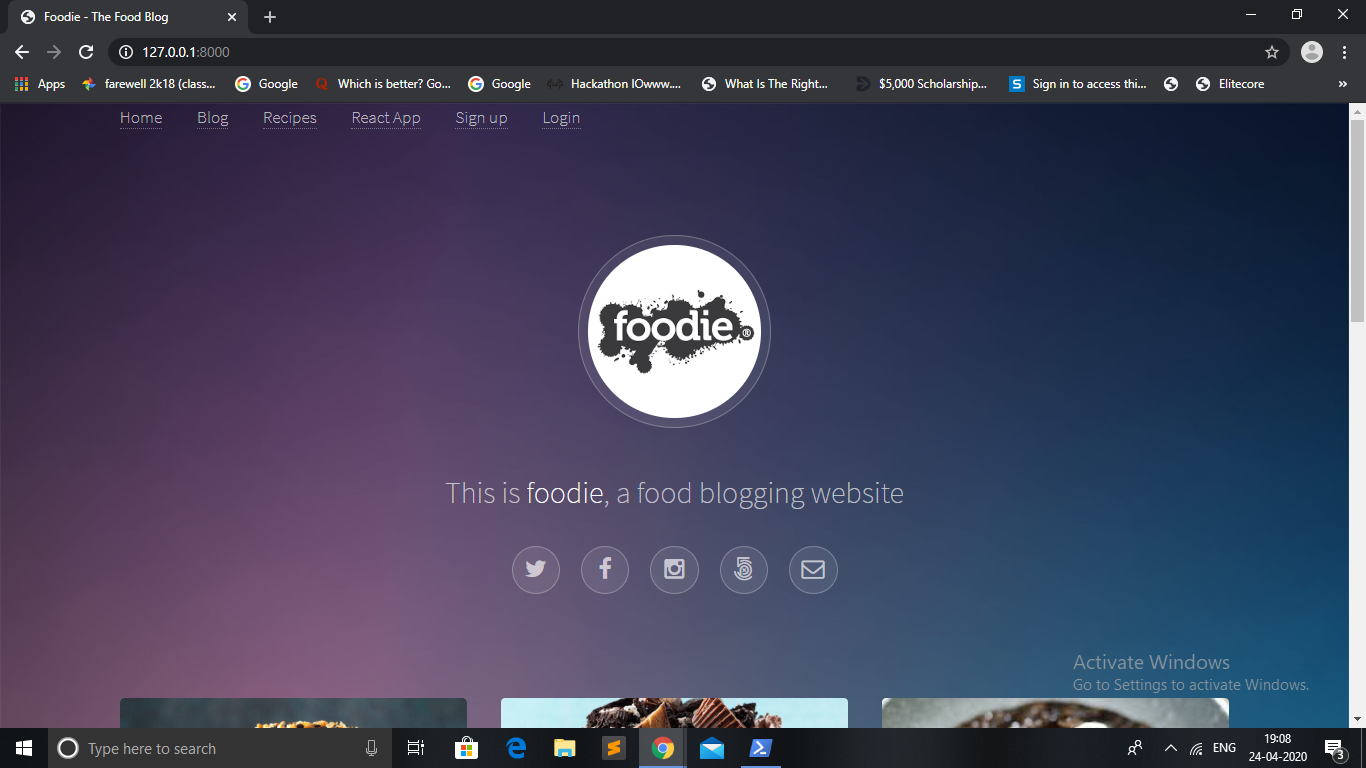 Foodie - The Food Blog
127.0.0.1:8000
Apps farewell 2k18 (class... Google Which is better? Go... Google Hackathon IOwww.... What Is The Right... $5,000 Scholarship... Sign in to access thi... Elitecore »
Home Blog Recipes React App Sign up Login
foodie®
This is foodie, a food blogging website
Activate Windows
Go to Settings to activate Windows.
Type here to search
ENG
19:08
24-04-2020
3